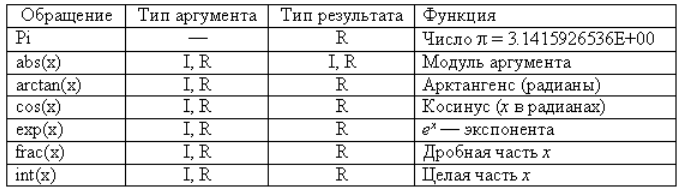 Обращение Тип аргумента Тип результата Функция
Pi — R Число π = 3.1415926536E+00
abs(x) I, R I, R Модуль аргумента
arctan(x) I, R R Арктангенс (радианы)
cos(x) I, R R Косинус (x в радианах)
exp(x) I, R R eˣ — экспонента
frac(x) I, R R Дробная часть x
int(x) I, R R Целая часть x